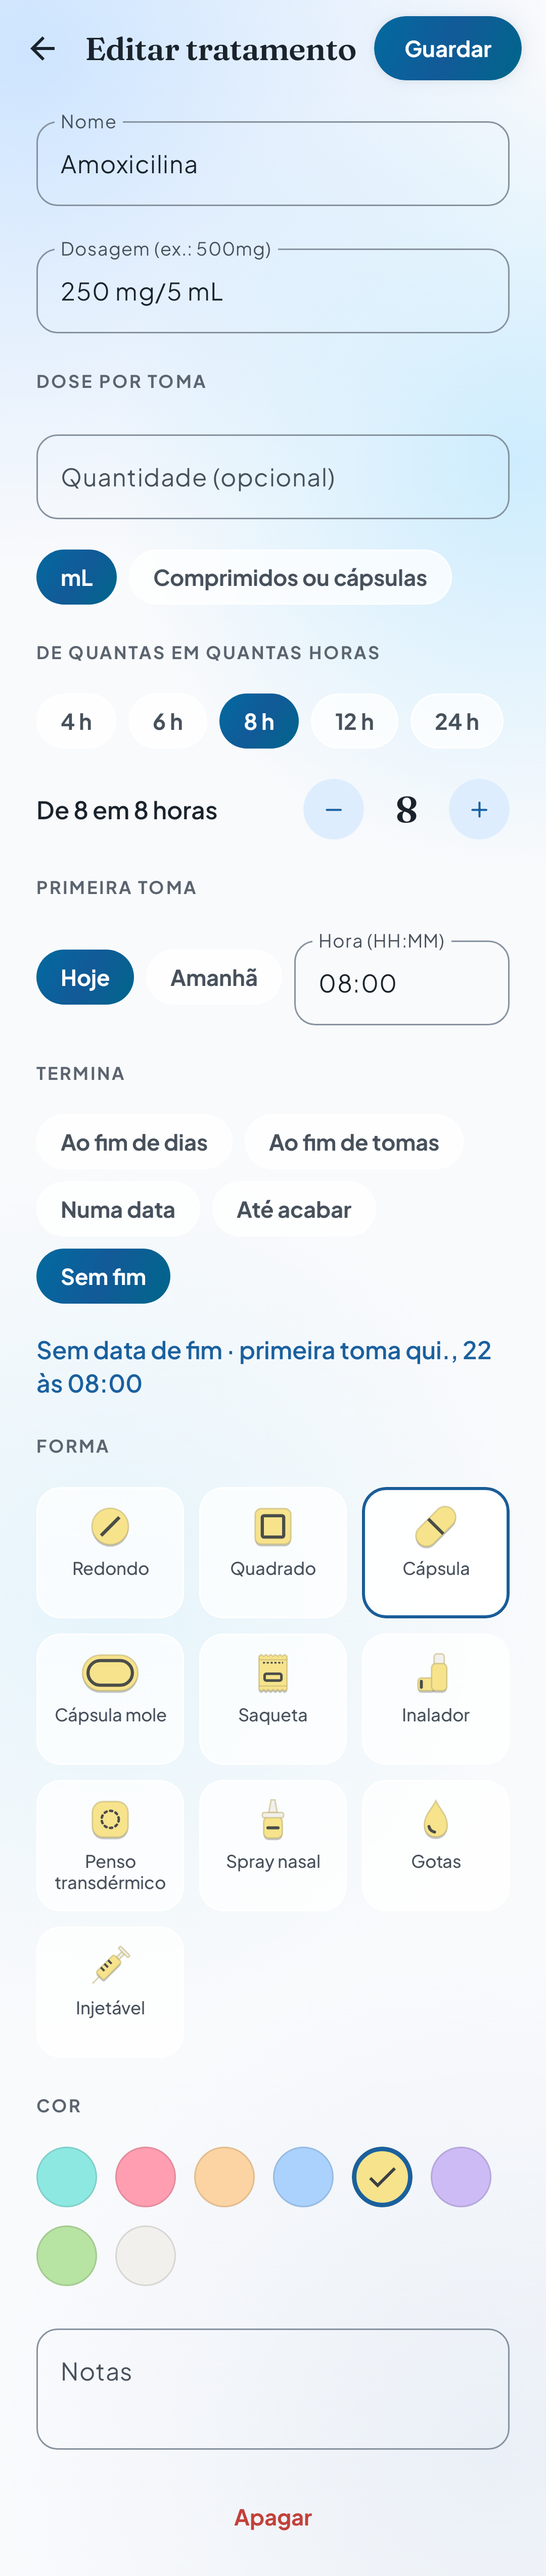 Editar tratamento
Guardar
Nome
Amoxicilina
Dosagem (ex.: 500mg)
250 mg/5 mL
DOSE POR TOMA
Quantidade (opcional)
mL
Comprimidos ou cápsulas
DE QUANTAS EM QUANTAS HORAS
4 h
6 h
8 h
12 h
24 h
De 8 em 8 horas
8
PRIMEIRA TOMA
Hoje
Amanhã
Hora (HH:MM)
08:00
TERMINA
Ao fim de dias
Ao fim de tomas
Numa data
Até acabar
Sem fim
Sem data de fim · primeira toma qui., 22
às 08:00
FORMA
Redondo
Quadrado
Cápsula
Cápsula mole
Saqueta
Inalador
Penso
transdérmico
Spray nasal
Gotas
Injetável
COR
Notas
Apagar